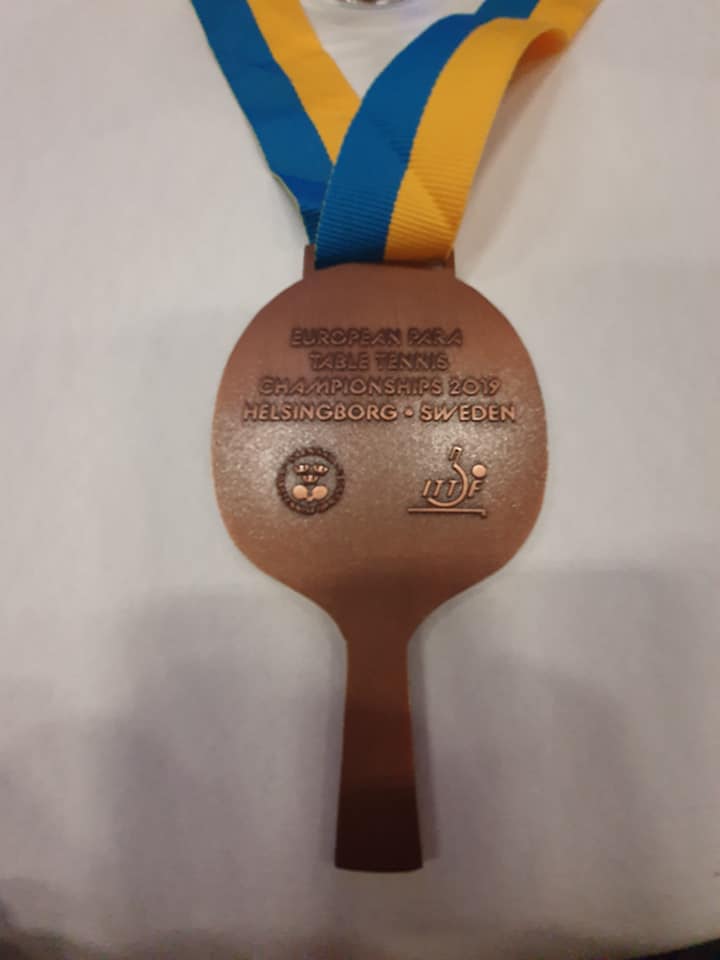 EUROPEAN PARA
TABLE TENNIS
CHAMPIONSHIPS 2019
HELSINGBORG • SWEDEN
ITTF